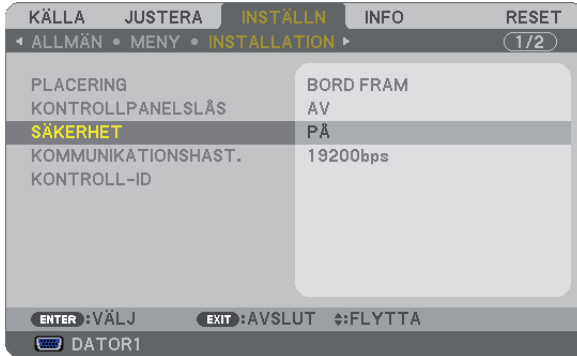 KÄLLA JUSTERA INSTÄLLN INFO RESET
ALLMÄN • MENY • INSTALLATION 1/2
PLACERING BORD FRAM
KONTROLLPANELSLÅS AV
SÄKERHET PÅ
KOMMUNIKATIONSHAST. 19200bps
KONTROLL-ID
ENTER :VÄLJ EXIT :AVSLUT :FLYTTA
DATOR1